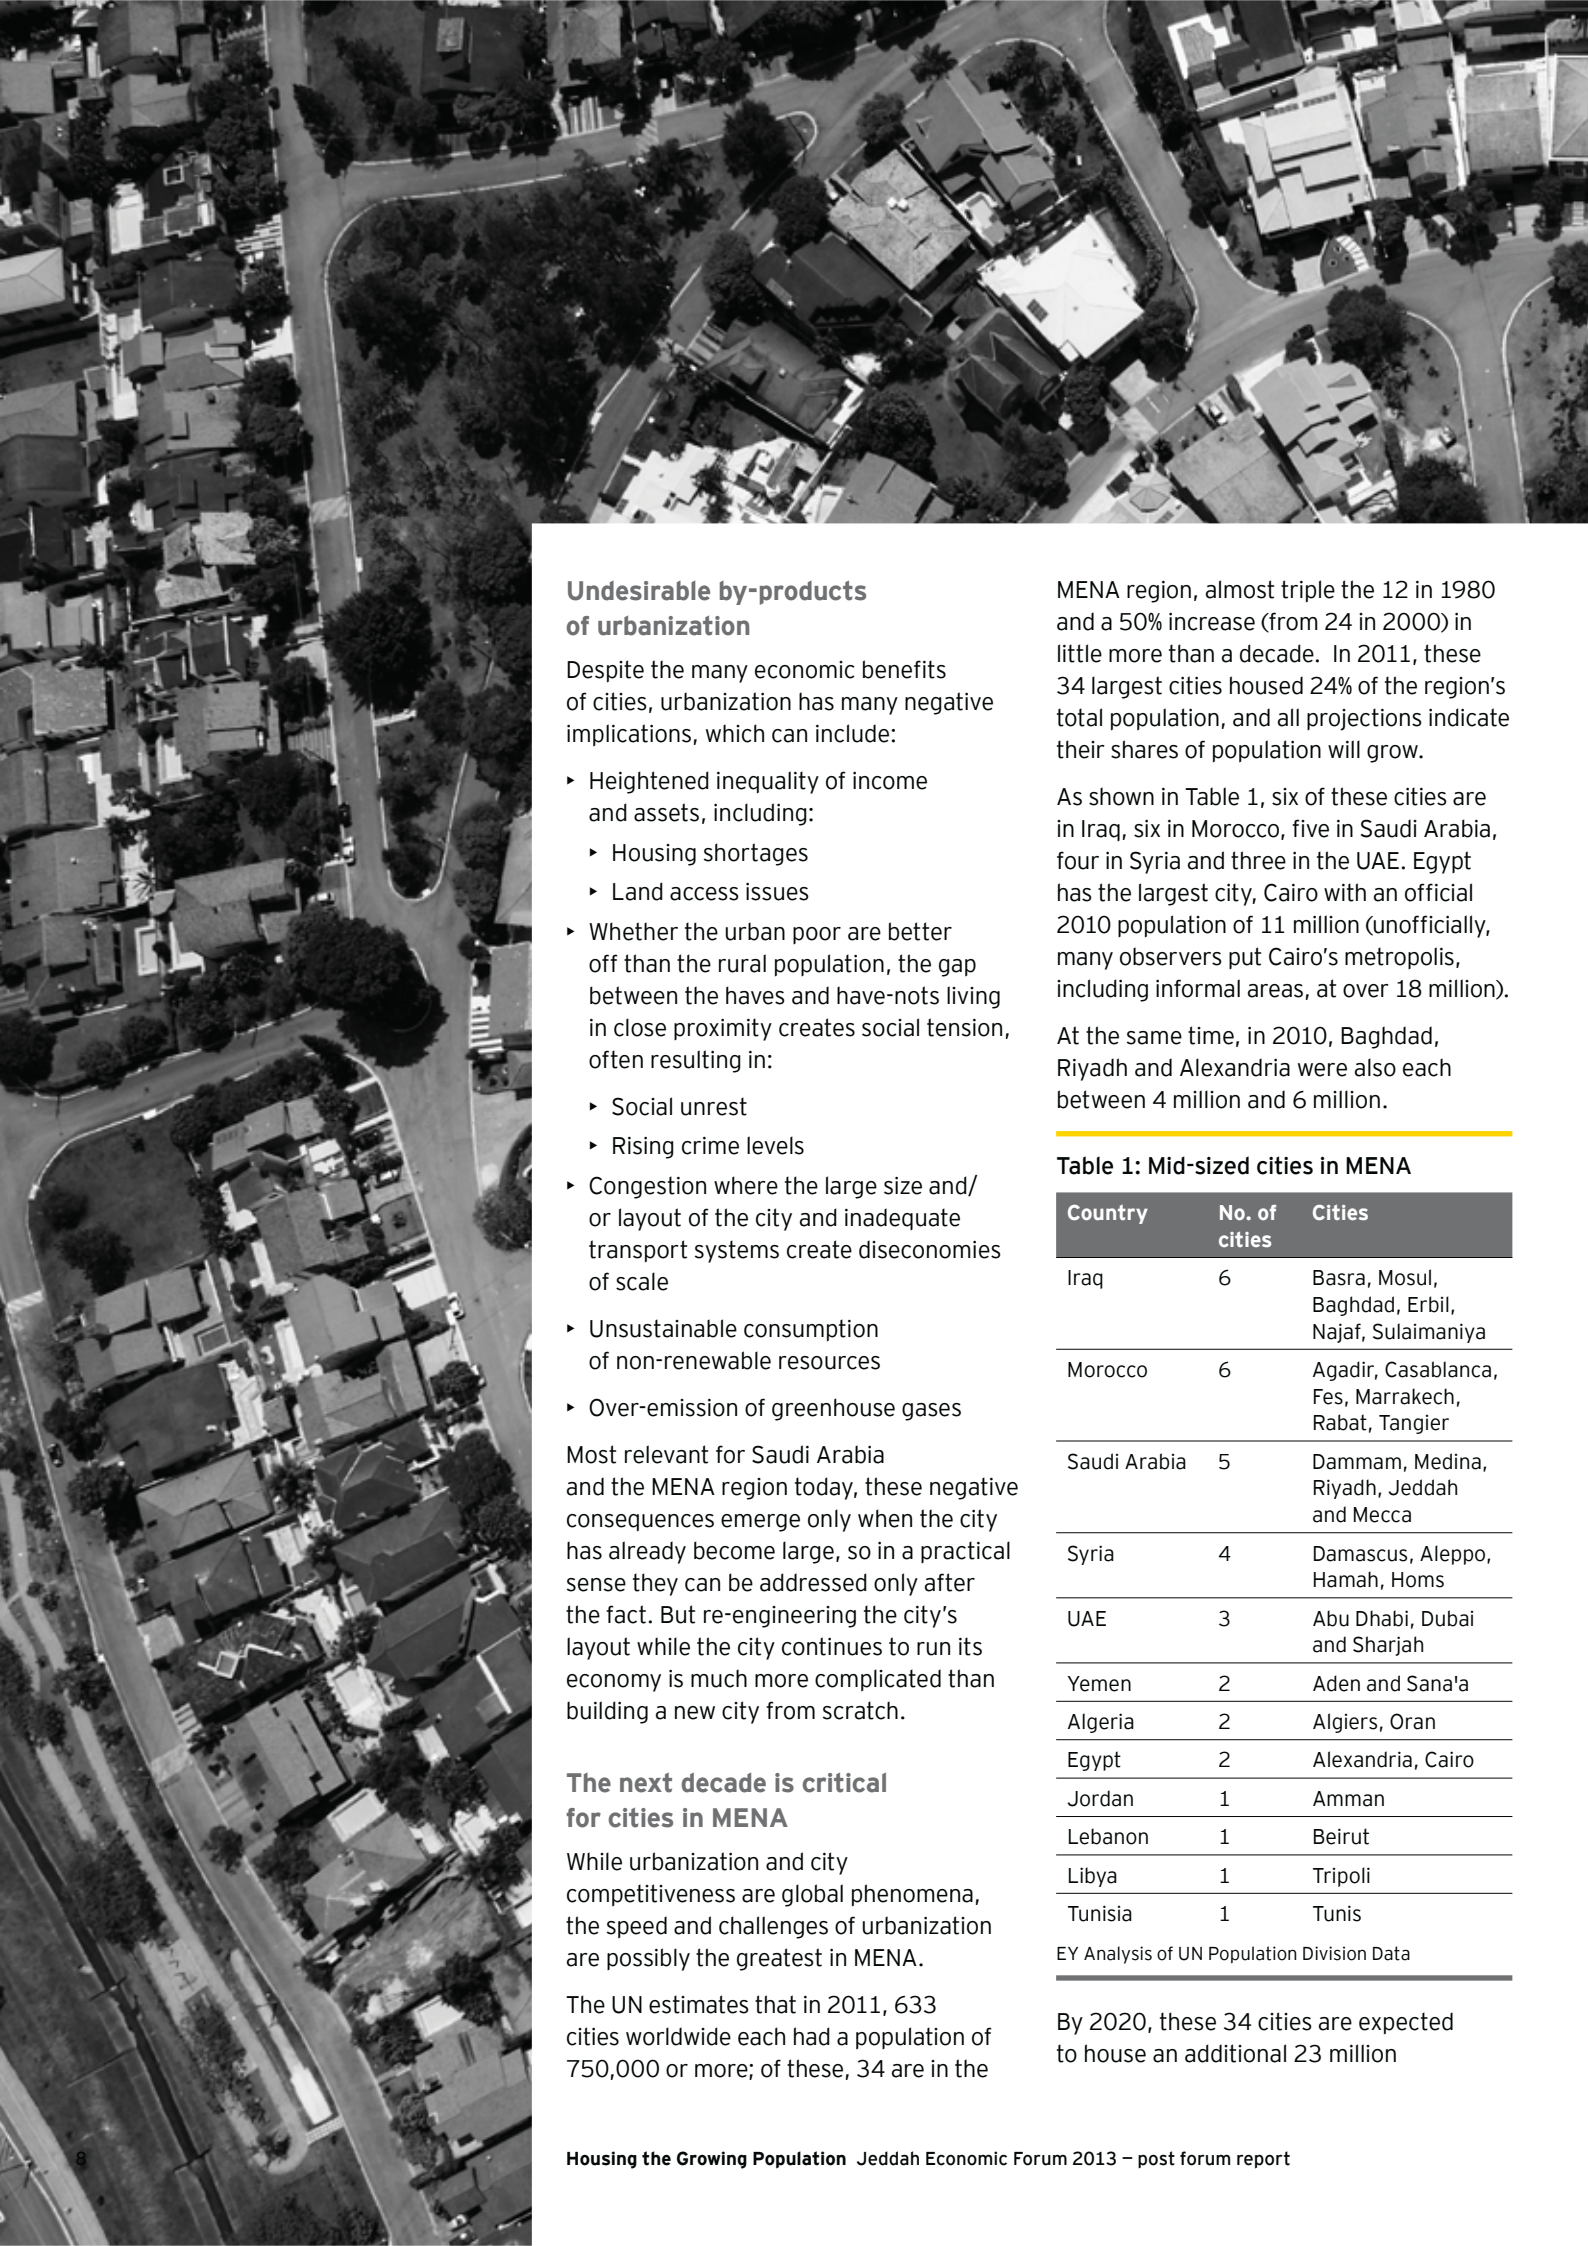 Undesirable by-products
of urbanization
Despite the many economic benefits
of cities, urbanization has many negative
implications, which can include:
‣ Heightened inequality of income
and assets, including:
‣ Housing shortages
‣ Land access issues
‣ Whether the urban poor are better
off than the rural population, the gap
between the haves and have-nots living
in close proximity creates social tension,
often resulting in:
‣ Social unrest
‣ Rising crime levels
‣ Congestion where the large size and/
or layout of the city and inadequate
transport systems create diseconomies
of scale
‣ Unsustainable consumption
of non-renewable resources
‣ Over-emission of greenhouse gases
Most relevant for Saudi Arabia
and the MENA region today, these negative
consequences emerge only when the city
has already become large, so in a practical
sense they can be addressed only after
the fact. But re-engineering the city's
layout while the city continues to run its
economy is much more complicated than
building a new city from scratch.
The next decade is critical
for cities in MENA
While urbanization and city
competitiveness are global phenomena,
the speed and challenges of urbanization
are possibly the greatest in MENA.
The UN estimates that in 2011, 633
cities worldwide each had a population of
750,000 or more; of these, 34 are in the
MENA region, almost triple the 12 in 1980
and a 50% increase (from 24 in 2000) in
little more than a decade. In 2011, these
34 largest cities housed 24% of the region's
total population, and all projections indicate
their shares of population will grow.
As shown in Table 1, six of these cities are
in Iraq, six in Morocco, five in Saudi Arabia,
four in Syria and three in the UAE. Egypt
has the largest city, Cairo with an official
2010 population of 11 million (unofficially,
many observers put Cairo's metropolis,
including informal areas, at over 18 million).
At the same time, in 2010, Baghdad,
Riyadh and Alexandria were also each
between 4 million and 6 million.
Table 1: Mid-sized cities in MENA
Country No. of Cities
cities
Iraq 6 Basra, Mosul,
Baghdad, Erbil,
Najaf, Sulaimaniya
Morocco 6 Agadir, Casablanca,
Fes, Marrakech,
Rabat, Tangier
Saudi Arabia 5 Dammam, Medina,
Riyadh, Jeddah
and Mecca
Syria 4 Damascus, Aleppo,
Hamah, Homs
UAE 3 Abu Dhabi, Dubai
and Sharjah
Yemen 2 Aden and Sana'a
Algeria 2 Algiers, Oran
Egypt 2 Alexandria, Cairo
Jordan 1 Amman
Lebanon 1 Beirut
Libya 1 Tripoli
Tunisia 1 Tunis
EY Analysis of UN Population Division Data
By 2020, these 34 cities are expected
to house an additional 23 million
8 Housing the Growing Population Jeddah Economic Forum 2013 — post forum report